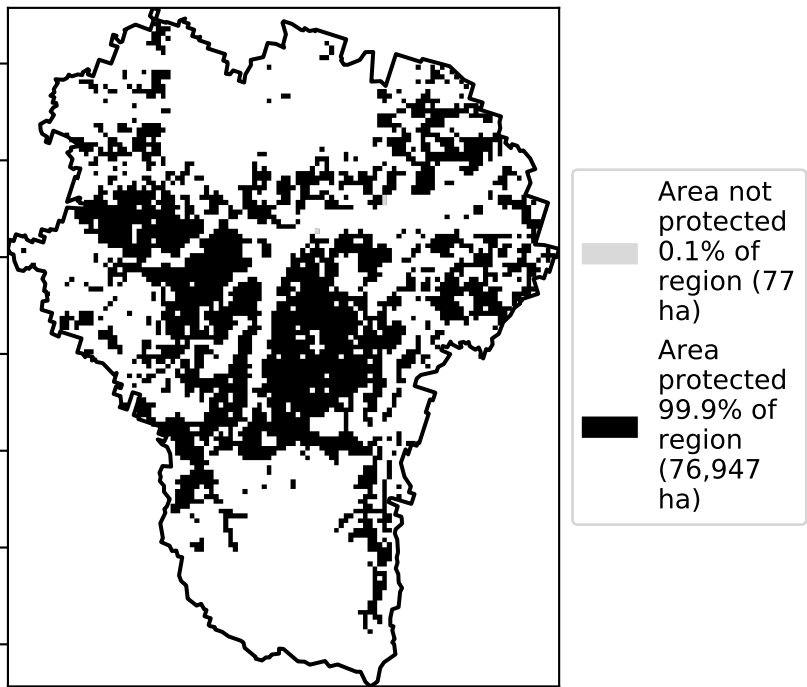 Area not
protected
0.1% of
region (77
ha)
Area
protected
99.9% of
region
(76,947
ha)